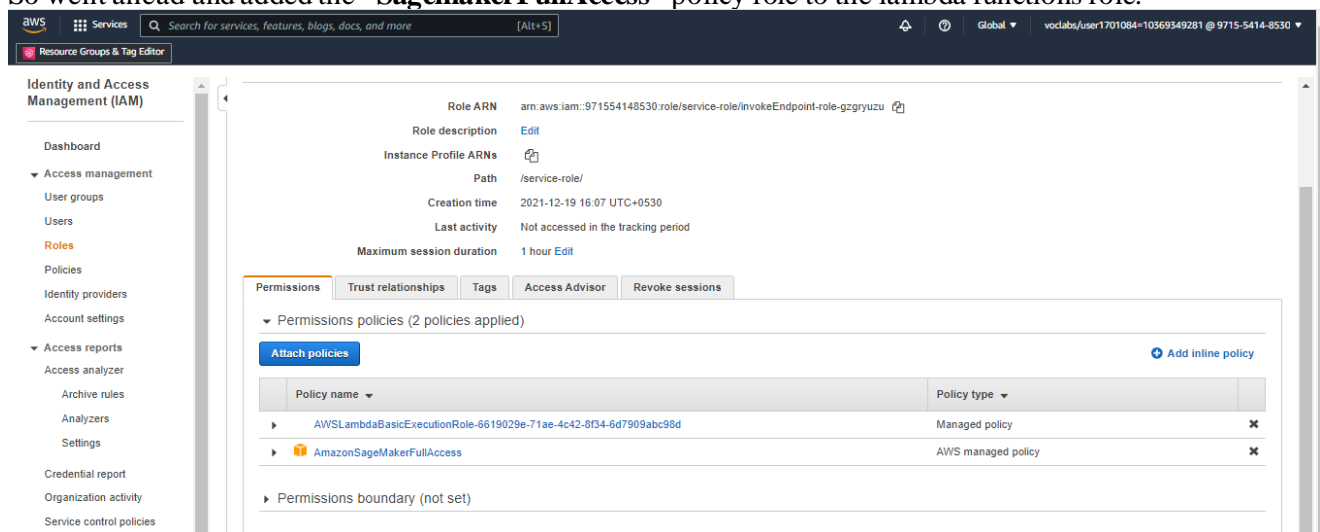 So went ahead and added the "SagemakerFullAccess" policy role to the lambda functions role.
aws Services Search for services, features, blogs, docs, and more [Alt+S] Global ▼ voclabs/user1701084=10369349281 @ 9715-5414-8530 ▼
Resource Groups & Tag Editor
Identity and Access Management (IAM)
Dashboard
Access management
User groups
Users
Roles
Policies
Identity providers
Account settings
Access reports
Access analyzer
Archive rules
Analyzers
Settings
Credential report
Organization activity
Service control policies
Role ARN arn:aws:iam::971554148530:role/service-role/invokeEndpoint-role-gzgryuzu
Role description Edit
Instance Profile ARNs
Path /service-role/
Creation time 2021-12-19 16:07 UTC+0530
Last activity Not accessed in the tracking period
Maximum session duration 1 hour Edit
Permissions Trust relationships Tags Access Advisor Revoke sessions
Permissions policies (2 policies applied)
Attach policies Add inline policy
Policy name Policy type
AWSLambdaBasicExecutionRole-6619029e-71ae-4c42-8f34-6d7909abc98d Managed policy
AmazonSageMakerFullAccess AWS managed policy
Permissions boundary (not set)